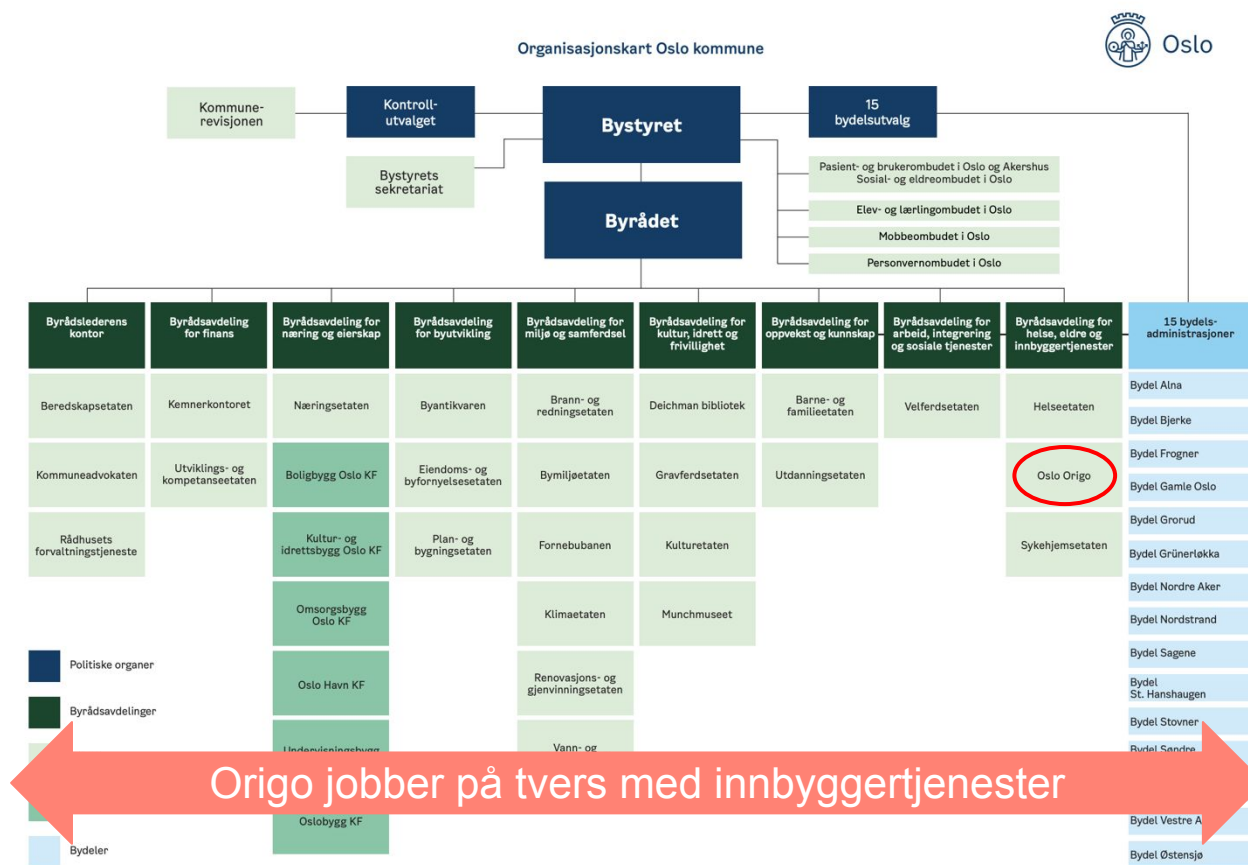 Organisasjonskart Oslo kommune
Oslo
Kommune-
revisjonen
Kontroll-
utvalget
Bystyret
15
bydelsutvalg
Bystyrets
sekretariat
Pasient- og brukerombudet i Oslo og Akershus
Sosial- og eldreombudet i Oslo
Elev- og lærlingombudet i Oslo
Mobbeombudet i Oslo
Personvernombudet i Oslo
Byrådet
Byrådslederens
kontor
Byrådsavdeling
for finans
Byrådsavdeling for
næring og eierskap
Byrådsavdeling
for byutvikling
Byrådsavdeling for
miljø og samferdsel
Byrådsavdeling for
kultur, idrett og
frivillighet
Byrådsavdeling for
oppvekst og kunnskap
Byrådsavdeling for
arbeid, integrering
og sosiale tjenester
Byrådsavdeling for
helse, eldre og
innbyggertjenester
15 bydels-
administrasjoner
Beredskapsetaten
Kommuneadvokaten
Rådhusets
forvaltningstjeneste
Kemnerkontoret
Utviklings- og
kompetanseetaten
Næringsetaten
Boligbygg Oslo KF
Kultur- og
idrettsbygg Oslo KF
Omsorgsbygg
Oslo KF
Oslo Havn KF
Undervisningsbygg
Oslobygg KF
Byantikvaren
Eiendoms- og
byfornyelsesetaten
Plan- og
bygningsetaten
Brann- og
redningsetaten
Bymiljøetaten
Fornebubanen
Klimaetaten
Renovasjons- og
gjenvinningsetaten
Vann- og
Deichman bibliotek
Gravferdsetaten
Kulturetaten
Munchmuseet
Barne- og
familieetaten
Utdanningsetaten
Velferdsetaten
Helseetaten
Oslo Origo
Sykehjemsetaten
Bydel Alna
Bydel Bjerke
Bydel Frogner
Bydel Gamle Oslo
Bydel Grorud
Bydel Grünerløkka
Bydel Nordre Aker
Bydel Nordstrand
Bydel Sagene
Bydel
St. Hanshaugen
Bydel Stovner
Bydel Søndre
Bydel Vestre A
Bydel Østensjø
Politiske organer
Byrådsavdelinger
Bydeler
Origo jobber på tvers med innbyggertjenester